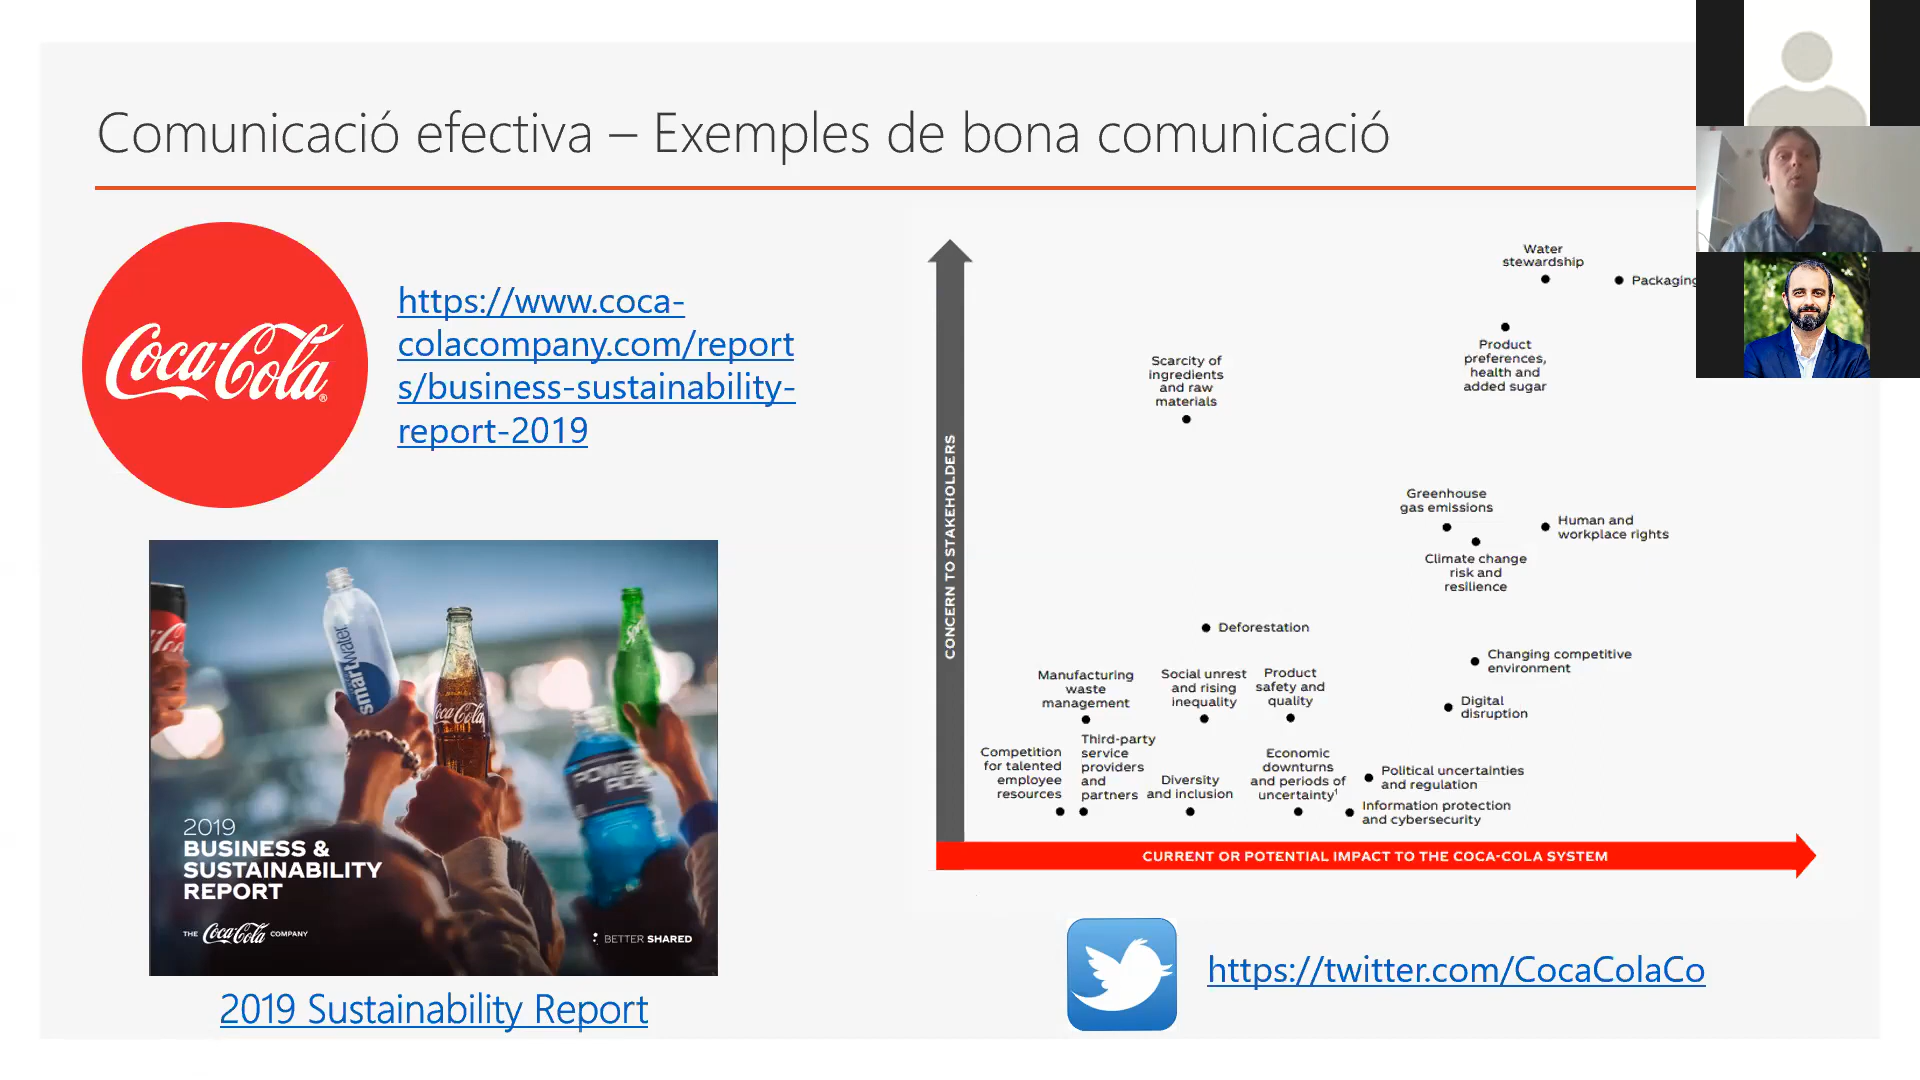 Comunicació efectiva – Exemples de bona comunicació
Coca-Cola®
https://www.coca-
colacompany.com/report
s/business-sustainability-
report-2019
smartwater
Coca-Cola
2019
BUSINESS &
SUSTAINABILITY
REPORT
THE Coca-Cola COMPANY
BETTER SHARED
2019 Sustainability Report
CONCERN TO STAKEHOLDERS
Water
stewardship
Packaging
Product
preferences,
health and
added sugar
Scarcity of
ingredients
and raw
materials
Greenhouse
gas emissions
Human and
workplace rights
Climate change
risk and
resilience
Deforestation
Changing competitive
environment
Manufacturing
waste
management
Social unrest
and rising
inequality
Product
safety and
quality
Digital
disruption
Competition
for talented
employee
resources
Third-party
service
providers
and
partners
Diversity
and inclusion
Economic
downturns
and periods of
uncertainty¹
Political uncertainties
and regulation
Information protection
and cybersecurity
CURRENT OR POTENTIAL IMPACT TO THE COCA-COLA SYSTEM
https://twitter.com/CocaColaCo